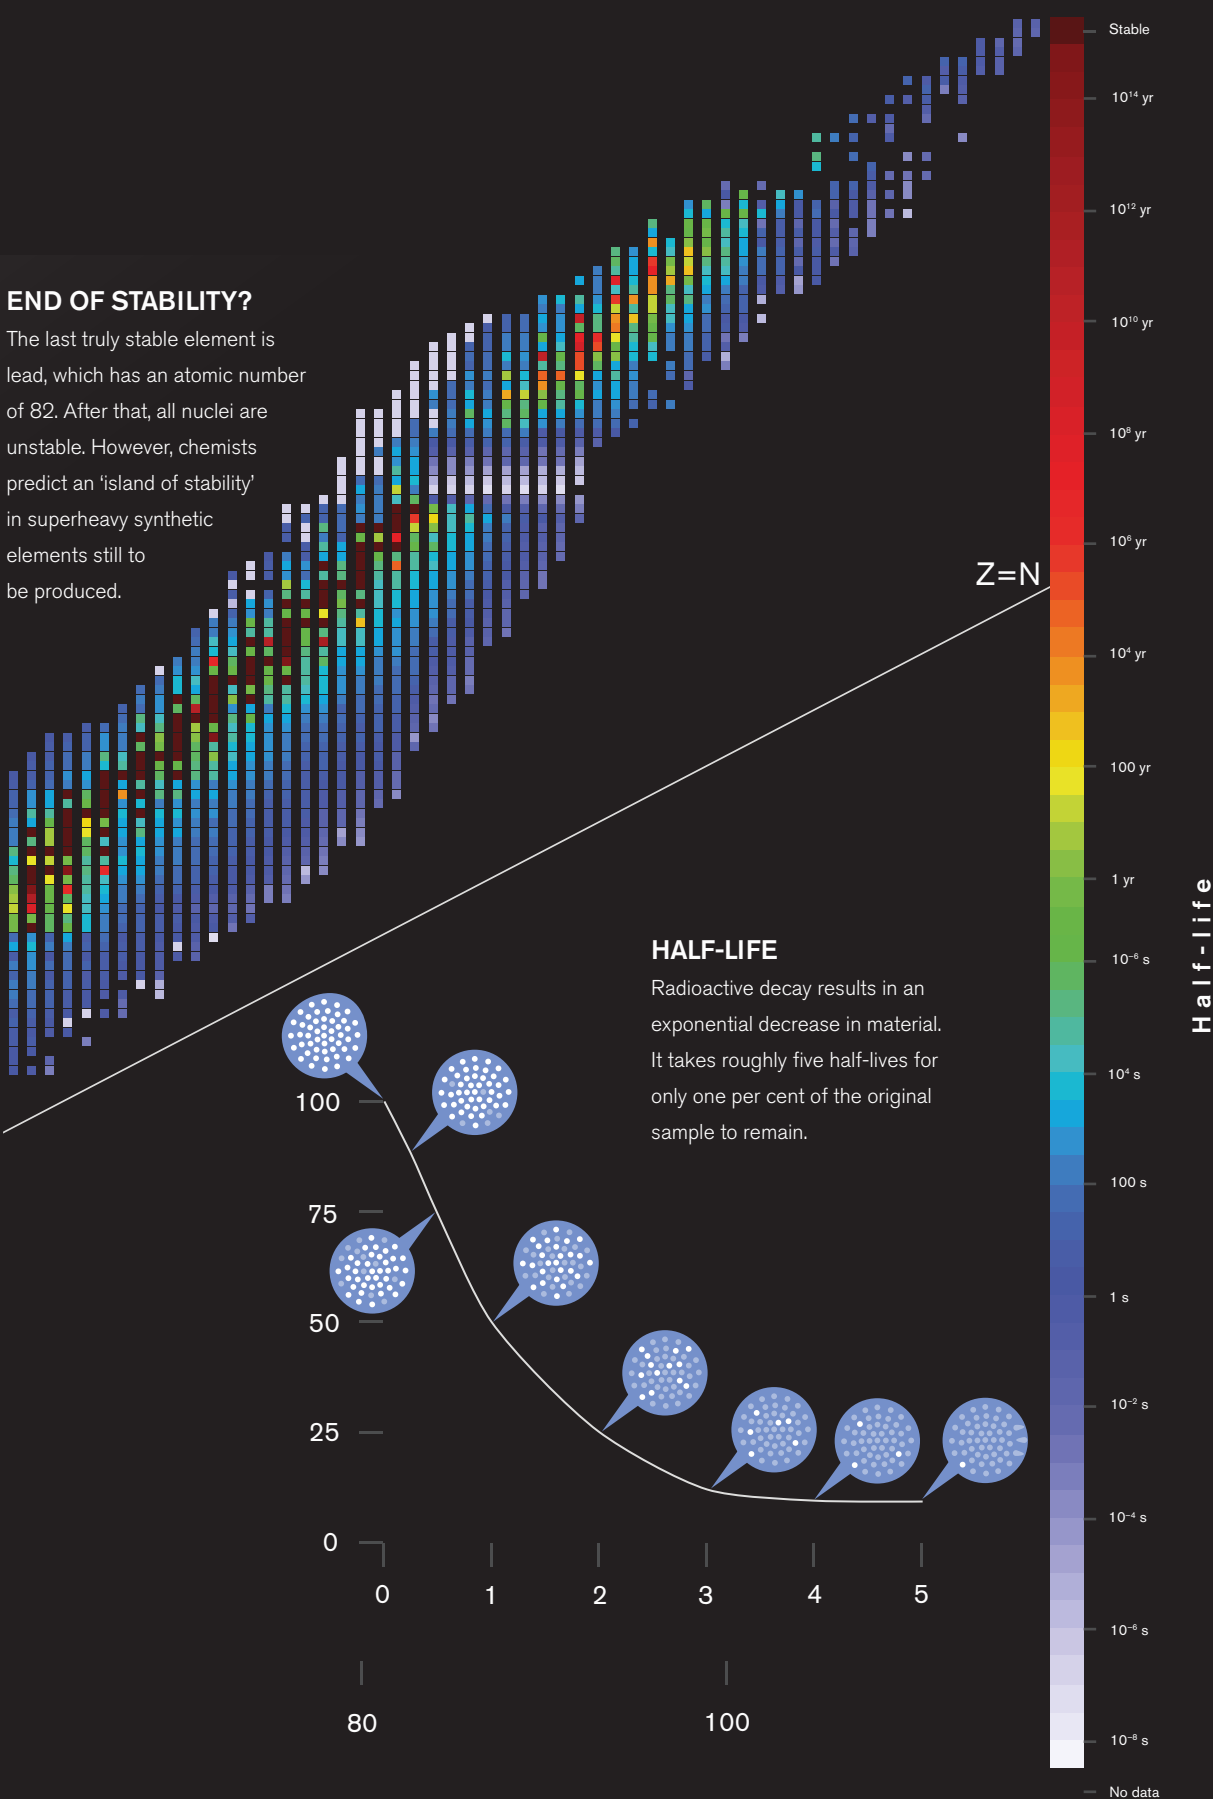 Stable
10¹⁴ yr
10¹² yr
10¹⁰ yr
10⁸ yr
10⁶ yr
10⁴ yr
100 yr
1 yr
10⁻⁶ s
10⁴ s
100 s
1 s
10⁻² s
10⁻⁴ s
10⁻⁶ s
10⁻⁸ s
No data
Half-life
END OF STABILITY?
The last truly stable element is
lead, which has an atomic number
of 82. After that, all nuclei are
unstable. However, chemists
predict an ‘island of stability’
in superheavy synthetic
elements still to
be produced.
Z=N
HALF-LIFE
Radioactive decay results in an
exponential decrease in material.
It takes roughly five half-lives for
only one per cent of the original
sample to remain.
100
75
50
25
0
0 1 2 3 4 5
80 100